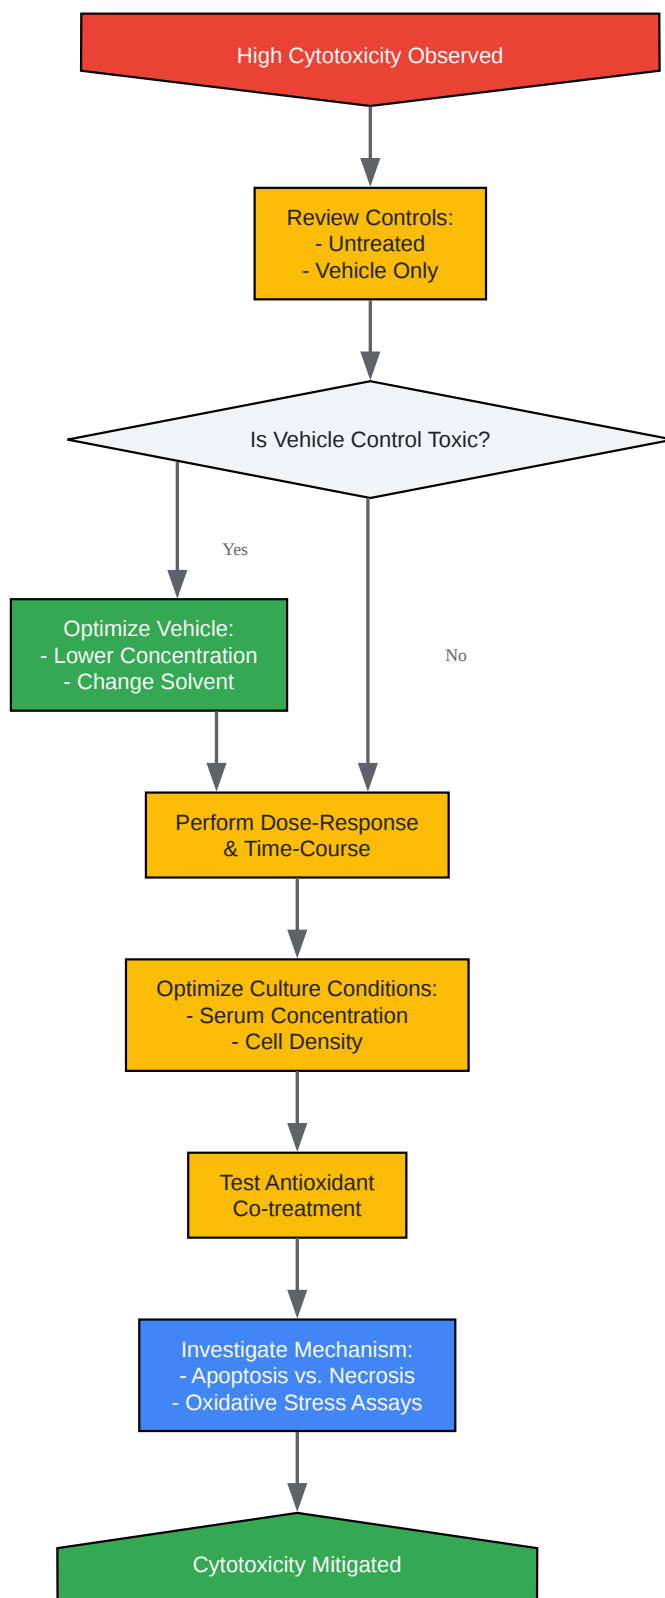 High Cytotoxicity Observed
Review Controls:
- Untreated
- Vehicle Only
Is Vehicle Control Toxic?
Yes
Optimize Vehicle:
- Lower Concentration
- Change Solvent
No
Perform Dose-Response
& Time-Course
Optimize Culture Conditions:
- Serum Concentration
- Cell Density
Test Antioxidant
Co-treatment
Investigate Mechanism:
- Apoptosis vs. Necrosis
- Oxidative Stress Assays
Cytotoxicity Mitigated